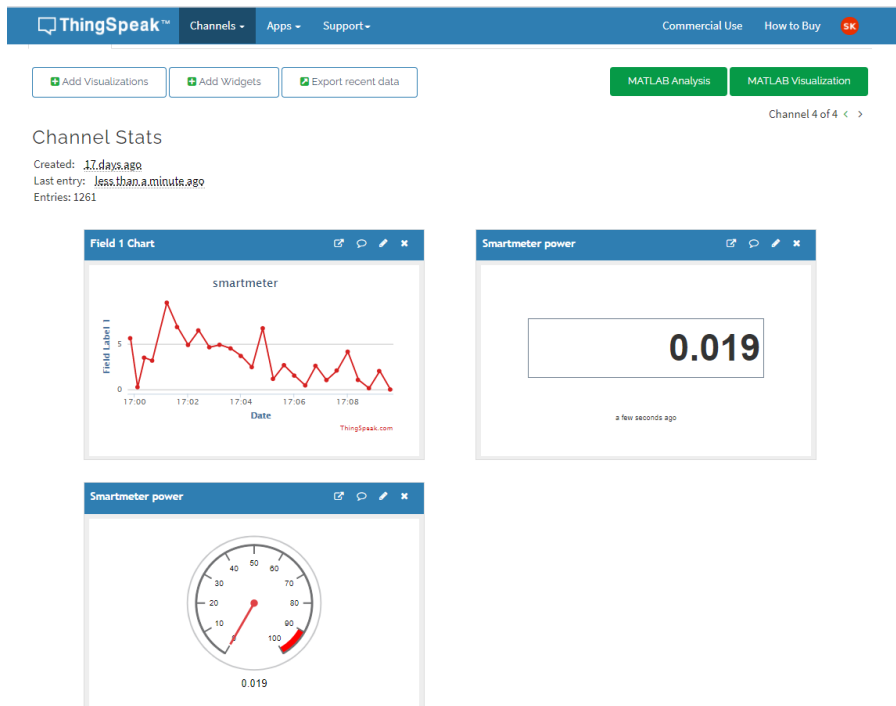 ThingSpeak™ Channels Apps Support Commercial Use How to Buy SK
Add Visualizations Add Widgets Export recent data MATLAB Analysis MATLAB Visualization
Channel 4 of 4 < >
Channel Stats
Created: 17 days ago
Last entry: less than a minute ago
Entries: 1261
Field 1 Chart
smartmeter
Field Label 1
5
0
17:00 17:02 17:04 17:06 17:08
Date
ThingSpeak.com
Smartmeter power
0.019
a few seconds ago
Smartmeter power
0
10
20
30
40
50
60
70
80
90
100
0.019